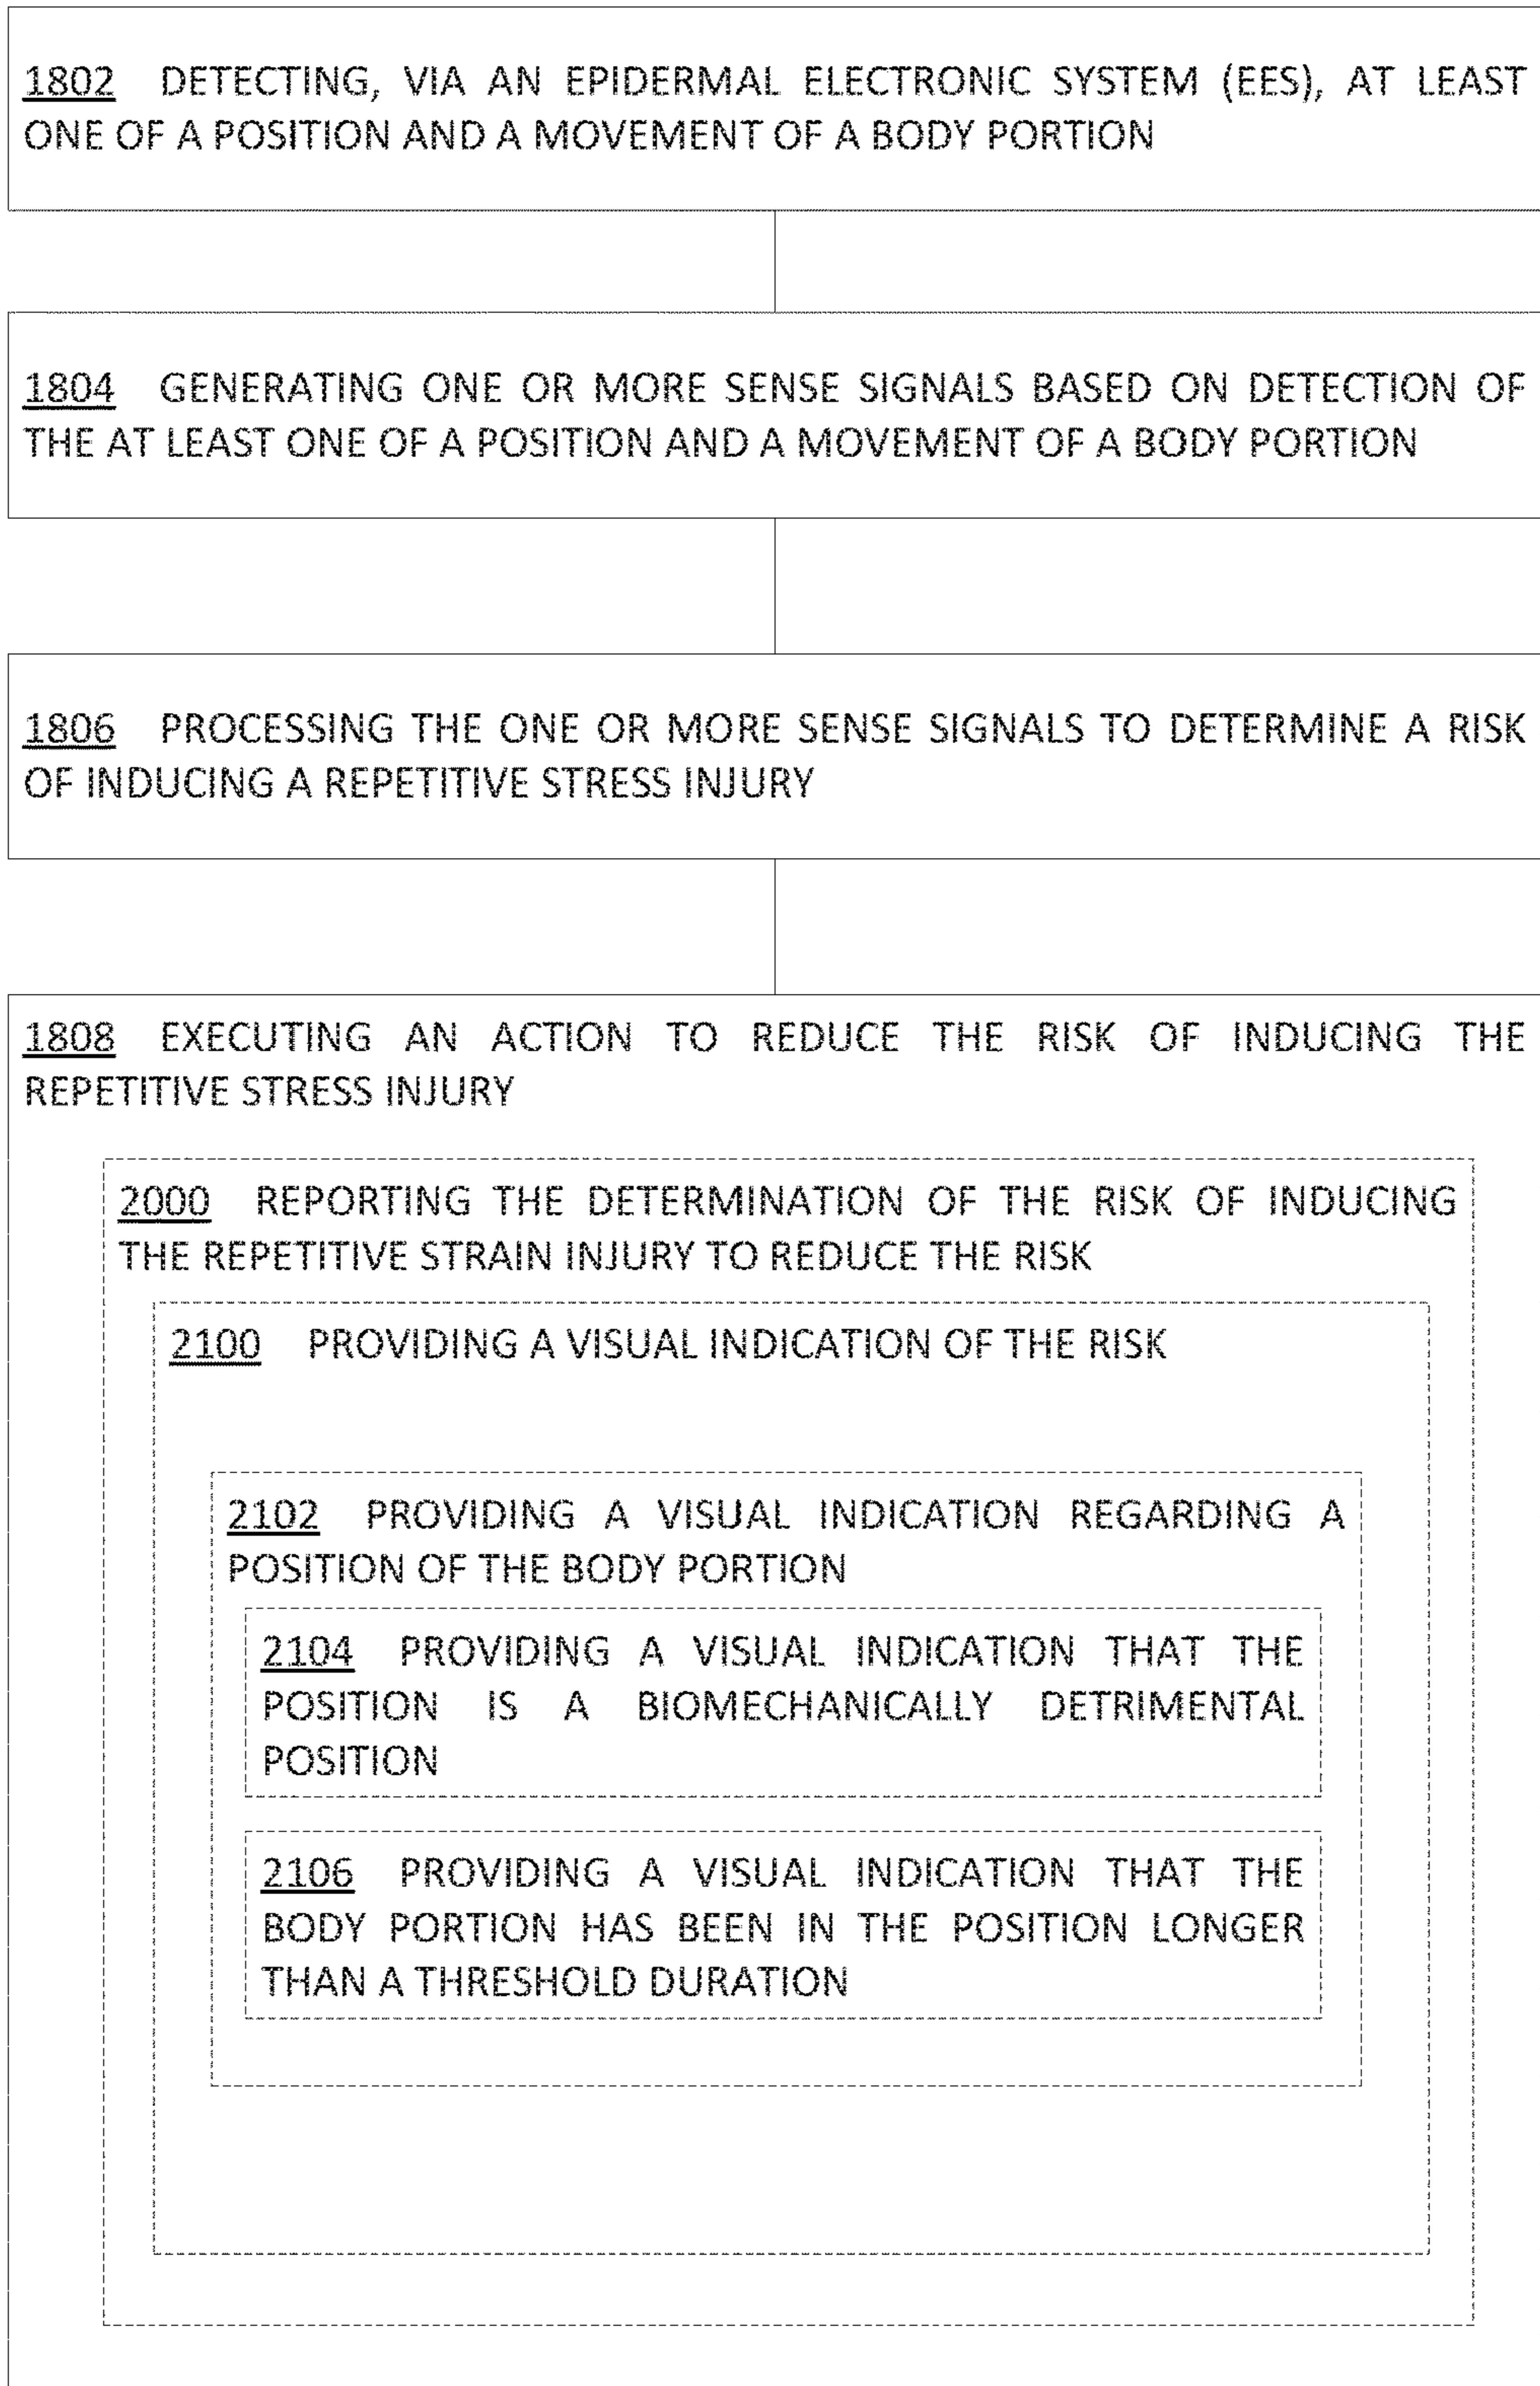 1802 DETECTING, VIA AN EPIDERMAL ELECTRONIC SYSTEM (EES), AT LEAST
ONE OF A POSITION AND A MOVEMENT OF A BODY PORTION
1804 GENERATING ONE OR MORE SENSE SIGNALS BASED ON DETECTION OF
THE AT LEAST ONE OF A POSITION AND A MOVEMENT OF A BODY PORTION
1806 PROCESSING THE ONE OR MORE SENSE SIGNALS TO DETERMINE A RISK
OF INDUCING A REPETITIVE STRESS INJURY
1808 EXECUTING AN ACTION TO REDUCE THE RISK OF INDUCING THE
REPETITIVE STRESS INJURY
2000 REPORTING THE DETERMINATION OF THE RISK OF INDUCING
THE REPETITIVE STRAIN INJURY TO REDUCE THE RISK
2100 PROVIDING A VISUAL INDICATION OF THE RISK
2102 PROVIDING A VISUAL INDICATION REGARDING A
POSITION OF THE BODY PORTION
2104 PROVIDING A VISUAL INDICATION THAT THE
POSITION IS A BIOMECHANICALLY DETRIMENTAL
POSITION
2106 PROVIDING A VISUAL INDICATION THAT THE
BODY PORTION HAS BEEN IN THE POSITION LONGER
THAN A THRESHOLD DURATION